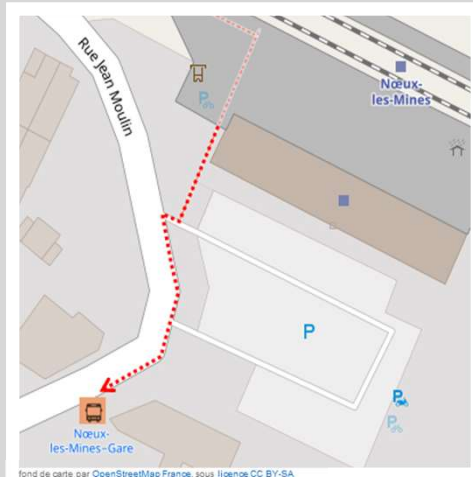 Rue Jean Moulin
Nœux-
les-Mines
P
P
P
P
Nœux-
les-Mines–Gare
fond de carte par OpenStreetMap France, sous licence CC BY-SA